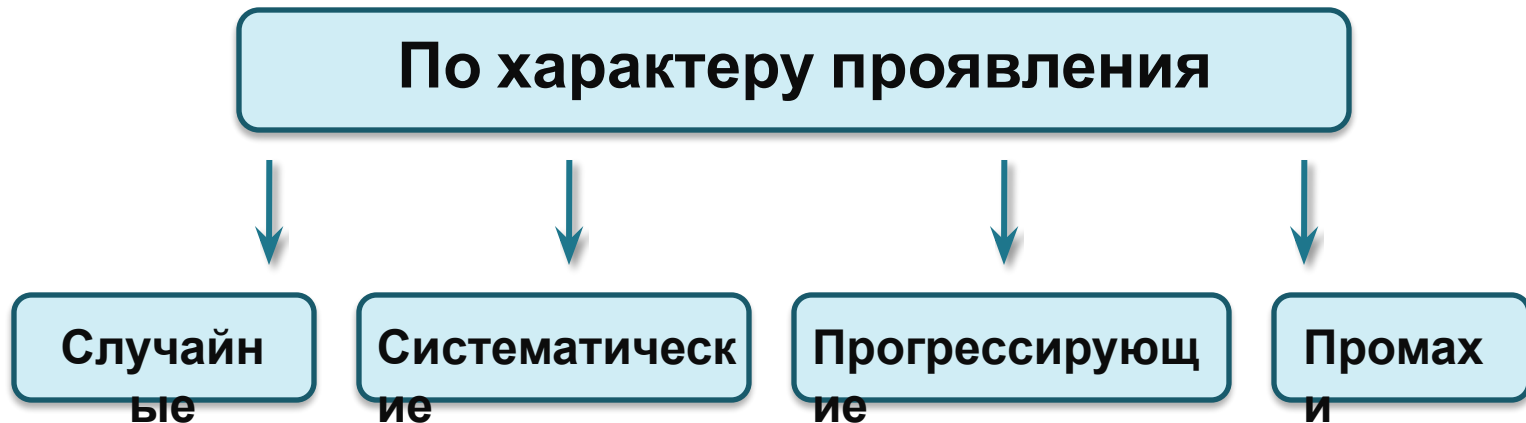 По характеру проявления
Случайн
ые
Систематическ
ие
Прогрессирующ
ие
Промах
и